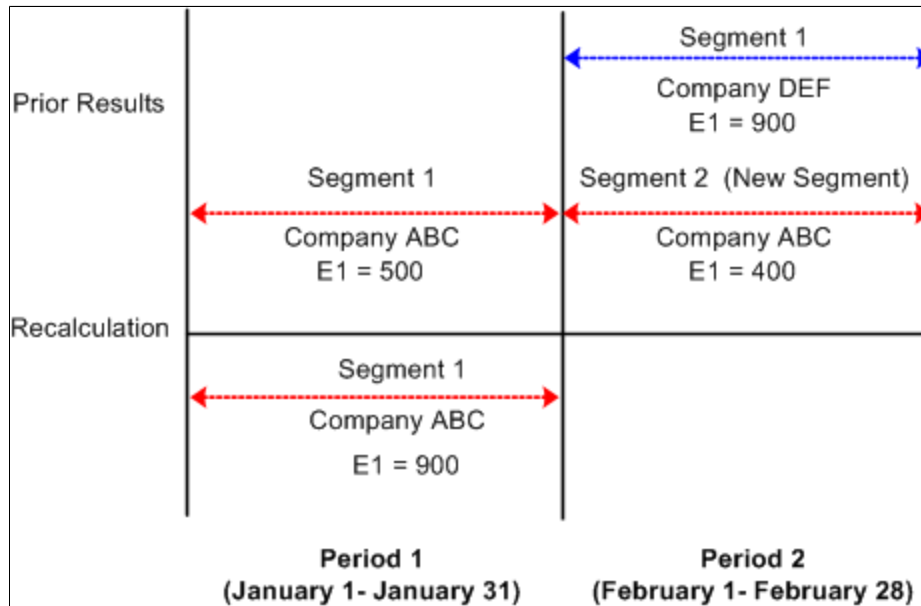 Segment 1
Prior Results
Company DEF
E1 = 900
Segment 1
Segment 2 (New Segment)
Company ABC
E1 = 500
Company ABC
E1 = 400
Recalculation
Segment 1
Company ABC
E1 = 900
Period 1
(January 1- January 31)
Period 2
(February 1- February 28)